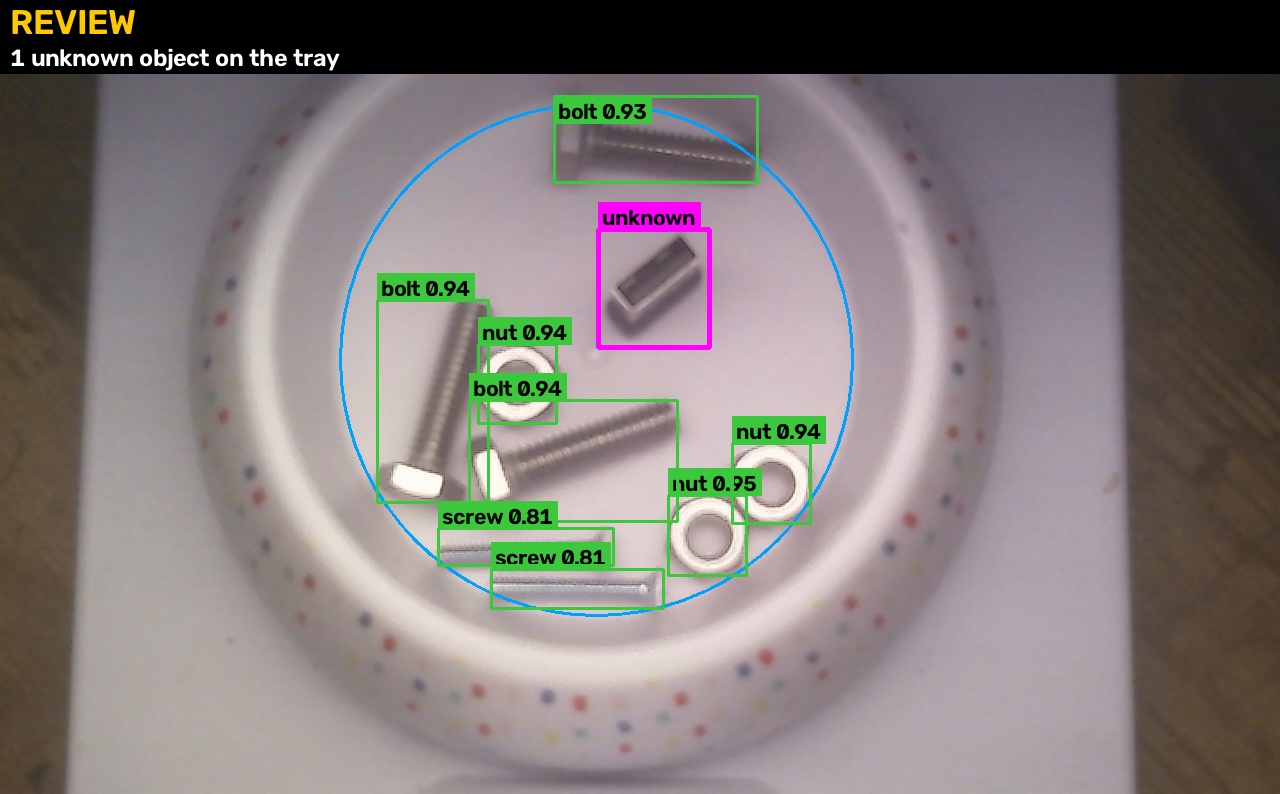 REVIEW
1 unknown object on the tray
bolt 0.93
unknown
bolt 0.94
nut 0.94
bolt 0.94
nut 0.94
nut 0.95
screw 0.81
screw 0.81